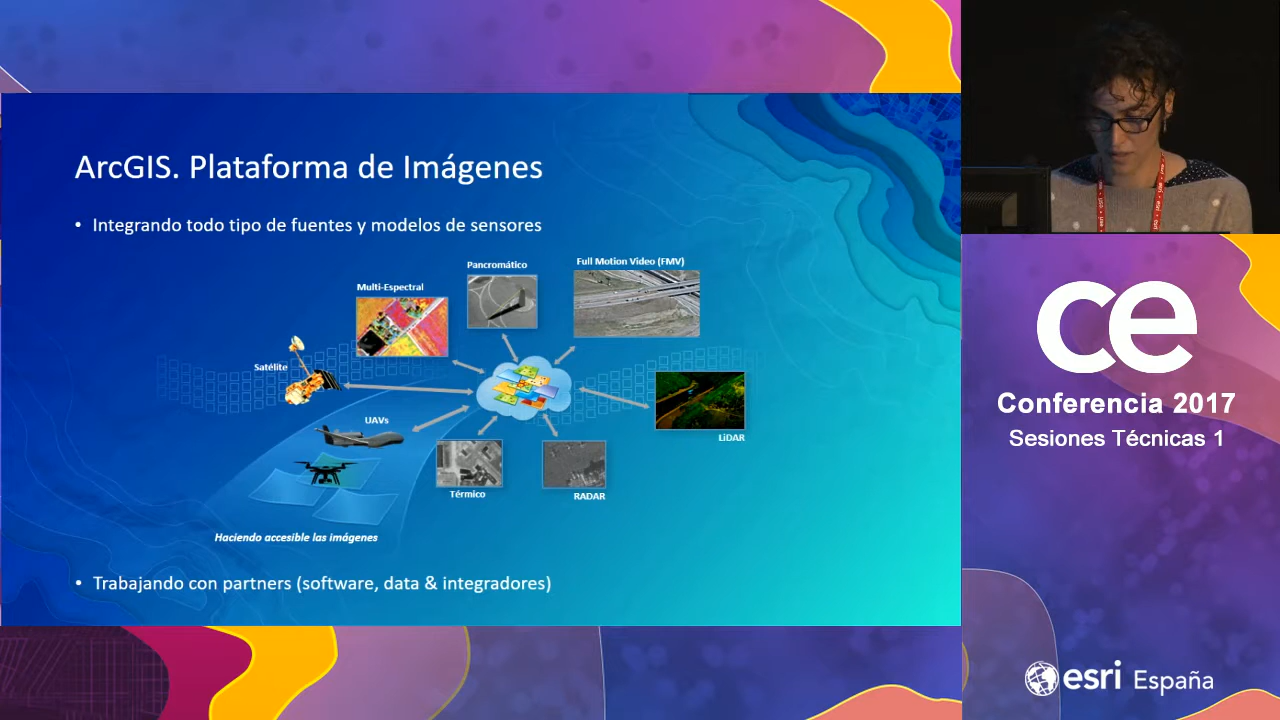 ArcGIS. Plataforma de Imágenes
• Integrando todo tipo de fuentes y modelos de sensores
Pancromático
Full Motion Video (FMV)
Multi-Espectral
Satélite
UAVs
LiDAR
Térmico
RADAR
Haciendo accesible las imágenes
• Trabajando con partners (software, data & integradores)
ce
Conferencia 2017
Sesiones Técnicas 1
esri España